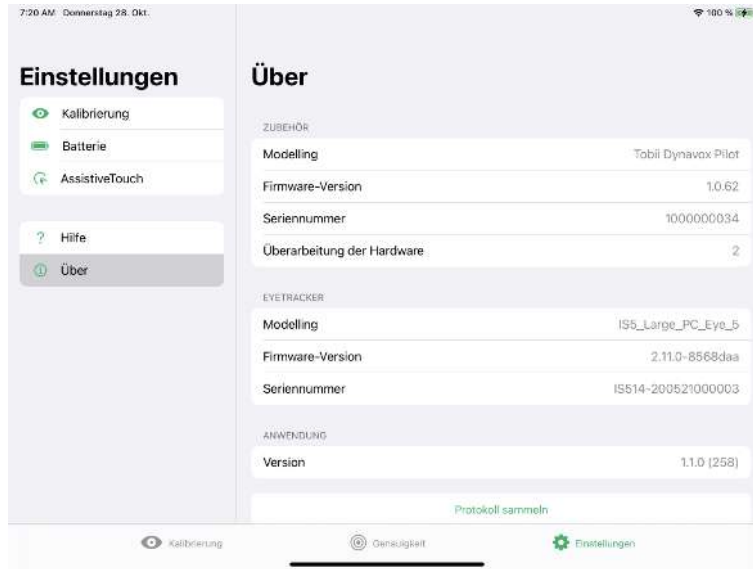 7:20 AM Donnerstag 28. Okt.
100 %
Einstellungen
Kalibrierung
Batterie
AssistiveTouch
? Hilfe
Über
Über
ZUBEHÖR
Modelling Tobii Dynavox Pilot
Firmware-Version 1.0.62
Seriennummer 1000000034
Überarbeitung der Hardware 2
EYETRACKER
Modelling IS5_Large_PC_Eye_5
Firmware-Version 2.11.0-8568daa
Seriennummer IS514-200521000003
ANWENDUNG
Version 1.1.0 (258)
Protokoll sammeln
Kalibrierung Genauigkeit Einstellungen